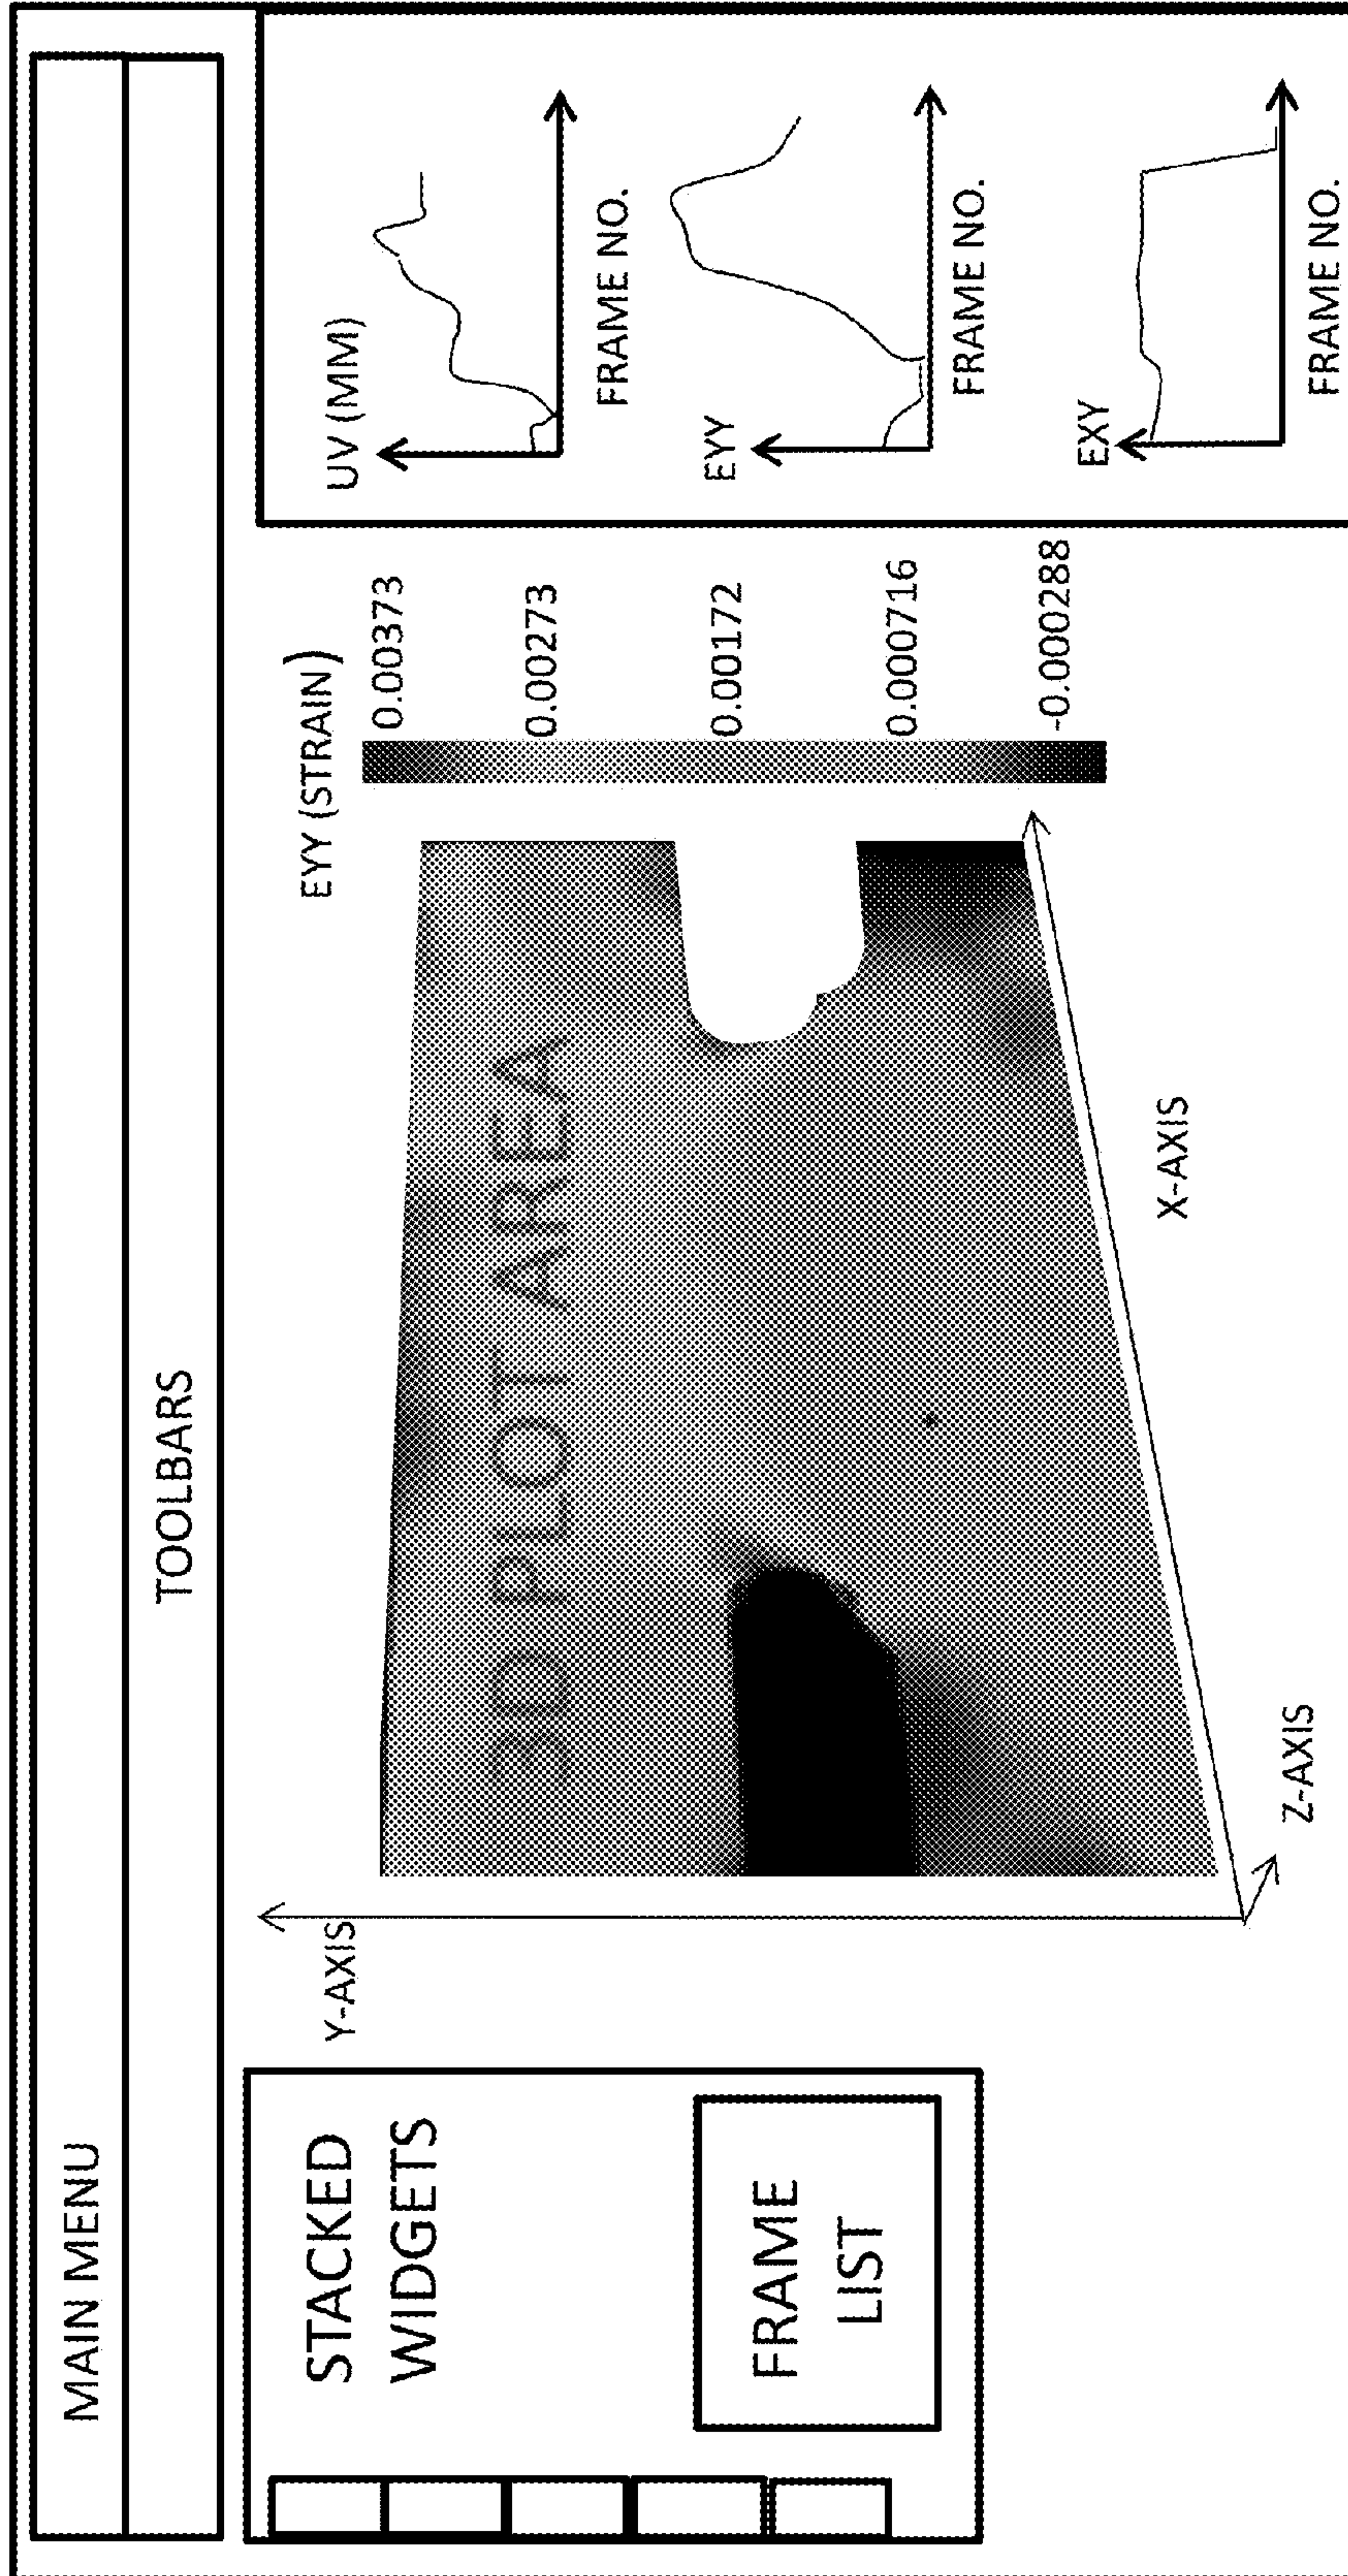 MAIN MENU
TOOLBARS
STACKED
WIDGETS
FRAME
LIST
Y-AXIS
3D PLOT AREA
X-AXIS
Z-AXIS
EYY (STRAIN)
0.00373
0.00273
0.00172
0.000716
-0.000288
UV (MM)
FRAME NO.
EYY
FRAME NO.
EXY
FRAME NO.